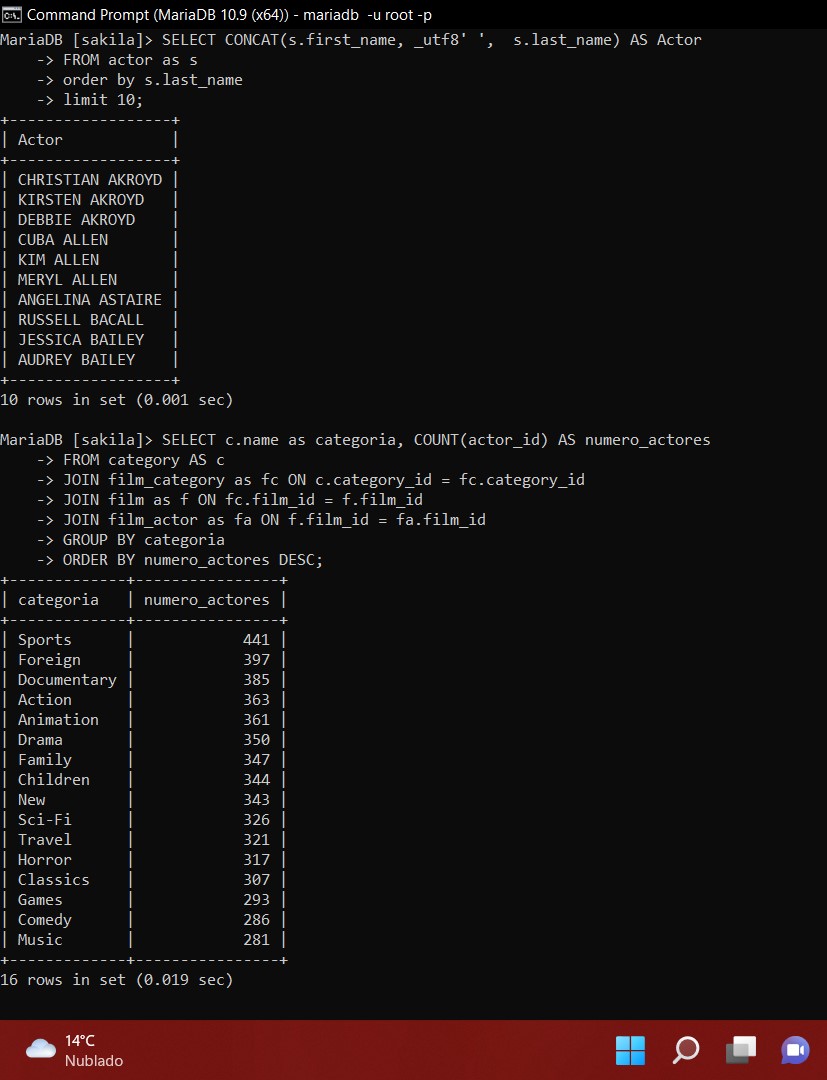 Command Prompt (MariaDB 10.9 (x64)) - mariadb  -u root -p
MariaDB [sakila]> SELECT CONCAT(s.first_name, _utf8' ',  s.last_name) AS Actor
    -> FROM actor as s
    -> order by s.last_name
    -> limit 10;
+------------------+
| Actor            |
+------------------+
| CHRISTIAN AKROYD |
| KIRSTEN AKROYD   |
| DEBBIE AKROYD    |
| CUBA ALLEN       |
| KIM ALLEN        |
| MERYL ALLEN      |
| ANGELINA ASTAIRE |
| RUSSELL BACALL   |
| JESSICA BAILEY   |
| AUDREY BAILEY    |
+------------------+
10 rows in set (0.001 sec)

MariaDB [sakila]> SELECT c.name as categoria, COUNT(actor_id) AS numero_actores
    -> FROM category AS c
    -> JOIN film_category as fc ON c.category_id = fc.category_id
    -> JOIN film as f ON fc.film_id = f.film_id
    -> JOIN film_actor as fa ON f.film_id = fa.film_id
    -> GROUP BY categoria
    -> ORDER BY numero_actores DESC;
+-------------+----------------+
| categoria   | numero_actores |
+-------------+----------------+
| Sports      |            441 |
| Foreign     |            397 |
| Documentary |            385 |
| Action      |            363 |
| Animation   |            361 |
| Drama       |            350 |
| Family      |            347 |
| Children    |            344 |
| New         |            343 |
| Sci-Fi      |            326 |
| Travel      |            321 |
| Horror      |            317 |
| Classics    |            307 |
| Games       |            293 |
| Comedy      |            286 |
| Music       |            281 |
+-------------+----------------+
16 rows in set (0.019 sec)
14°C
Nublado